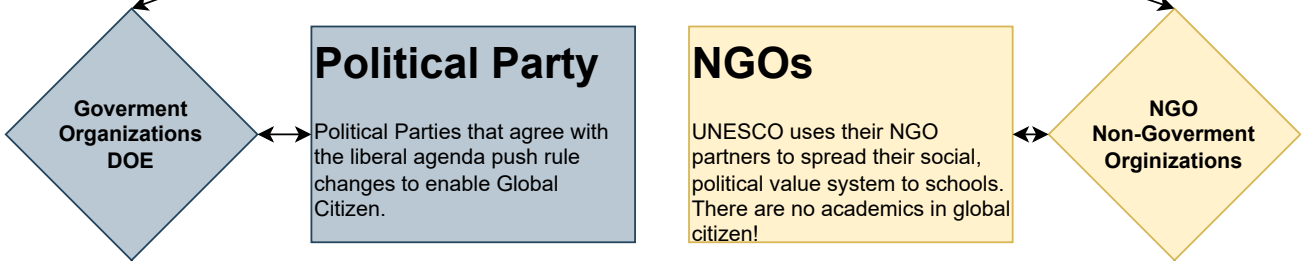 Goverment
Organizations
DOE
Political Party
Political Parties that agree with
the liberal agenda push rule
changes to enable Global
Citizen.
NGOs
UNESCO uses their NGO
partners to spread their social,
political value system to schools.
There are no academics in global
citizen!
NGO
Non-Goverment
Orginizations